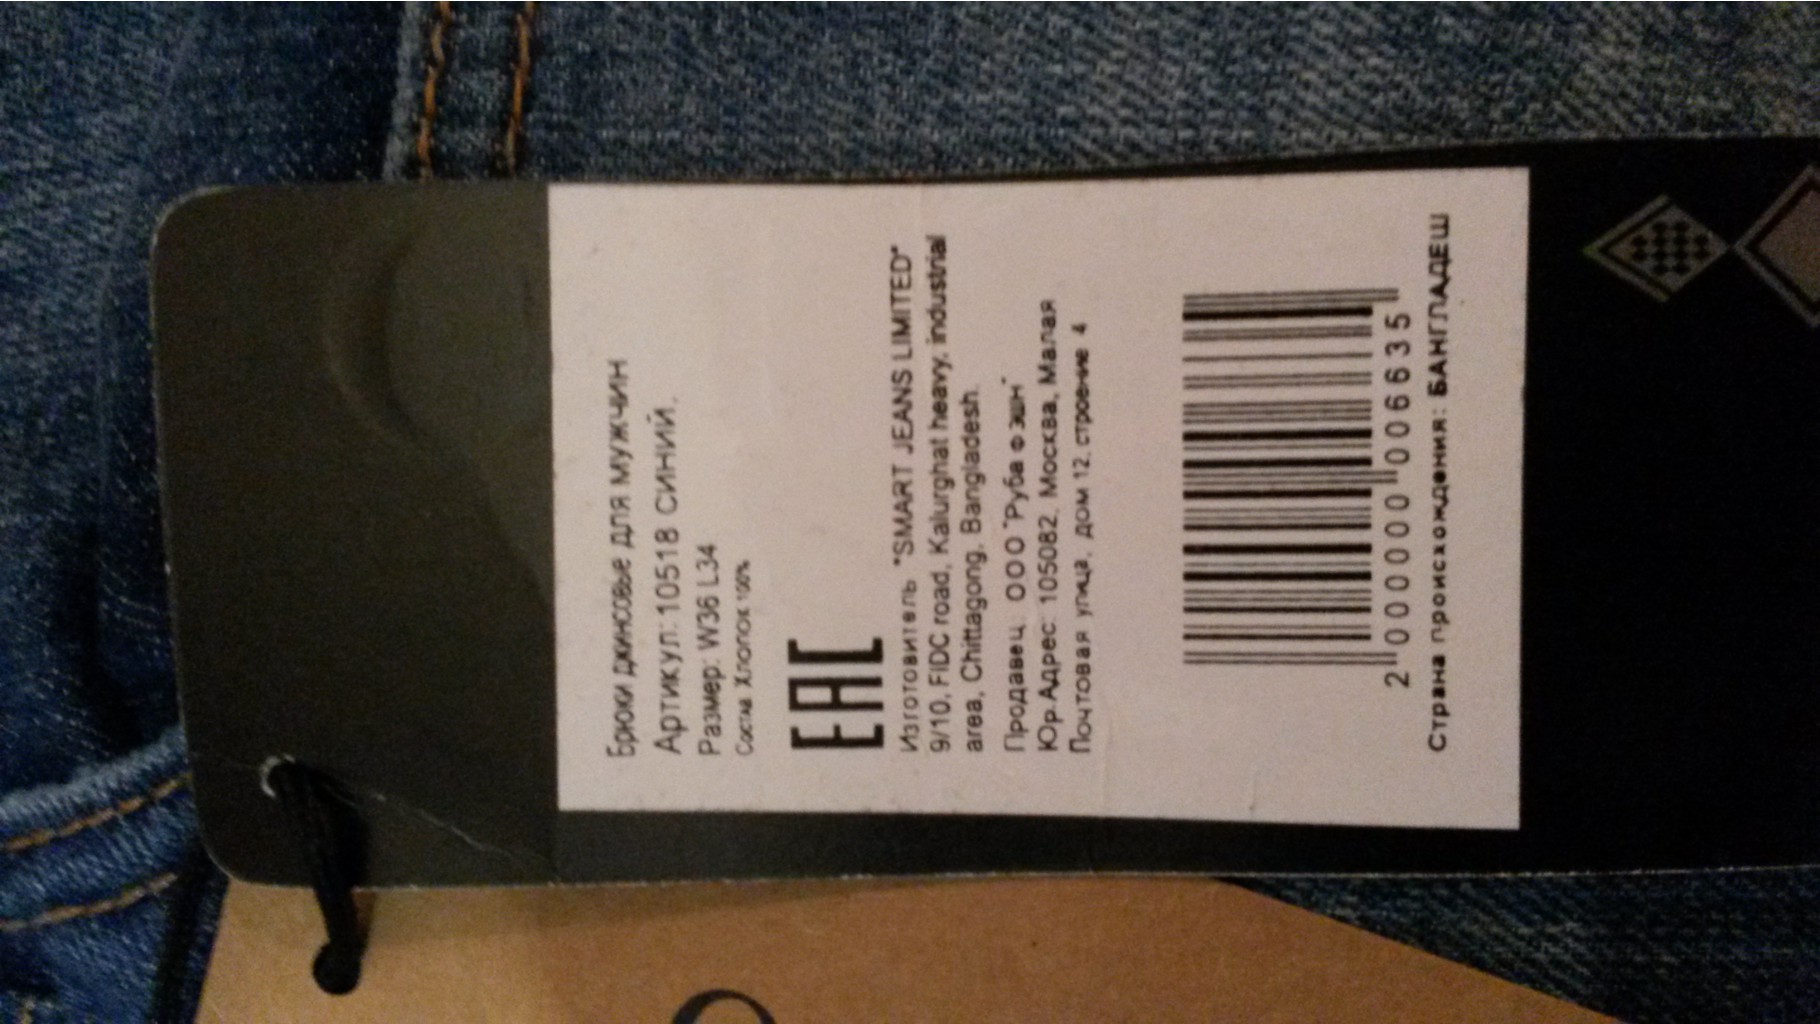 Брюки джинсовые для мужчин
Артикул: 10518 СИНИЙ.
Размер: W36 L34
Состав Хлопок 100%
EAC
Изготовитель "SMART JEANS LIMITED"
9/10, FIDC road, Kalurghat heavy, industrial
area, Chittagong, Bangladesh.
Продавец. ООО "Руба Фэшн"
Юр.Адрес: 105082, Москва, Малая
Почтовая улица, дом 12, строение 4
2 000000 006635
Страна происхождения: БАНГЛАДЕШ